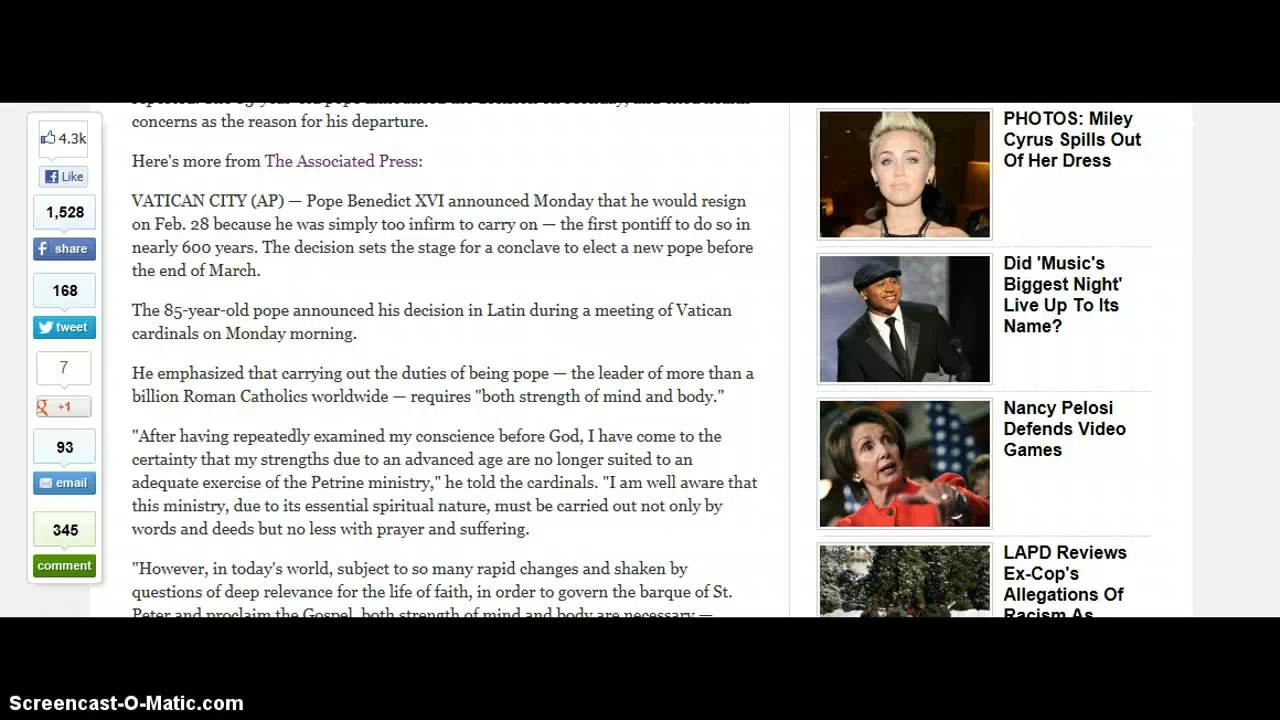 concerns as the reason for his departure.
Here's more from The Associated Press:
VATICAN CITY (AP) — Pope Benedict XVI announced Monday that he would resign
on Feb. 28 because he was simply too infirm to carry on — the first pontiff to do so in
nearly 600 years. The decision sets the stage for a conclave to elect a new pope before
the end of March.
The 85-year-old pope announced his decision in Latin during a meeting of Vatican
cardinals on Monday morning.
He emphasized that carrying out the duties of being pope — the leader of more than a
billion Roman Catholics worldwide — requires "both strength of mind and body."
"After having repeatedly examined my conscience before God, I have come to the
certainty that my strengths due to an advanced age are no longer suited to an
adequate exercise of the Petrine ministry," he told the cardinals. "I am well aware that
this ministry, due to its essential spiritual nature, must be carried out not only by
words and deeds but no less with prayer and suffering.
"However, in today's world, subject to so many rapid changes and shaken by
questions of deep relevance for the life of faith, in order to govern the barque of St.
Peter and proclaim the Gospel, both strength of mind and body are necessary —
4.3k
Like
1,528
share
168
tweet
7
+1
93
email
345
comment
PHOTOS: Miley
Cyrus Spills Out
Of Her Dress
Did 'Music's
Biggest Night'
Live Up To Its
Name?
Nancy Pelosi
Defends Video
Games
LAPD Reviews
Ex-Cop's
Allegations Of
Racism As
Screencast-O-Matic.com